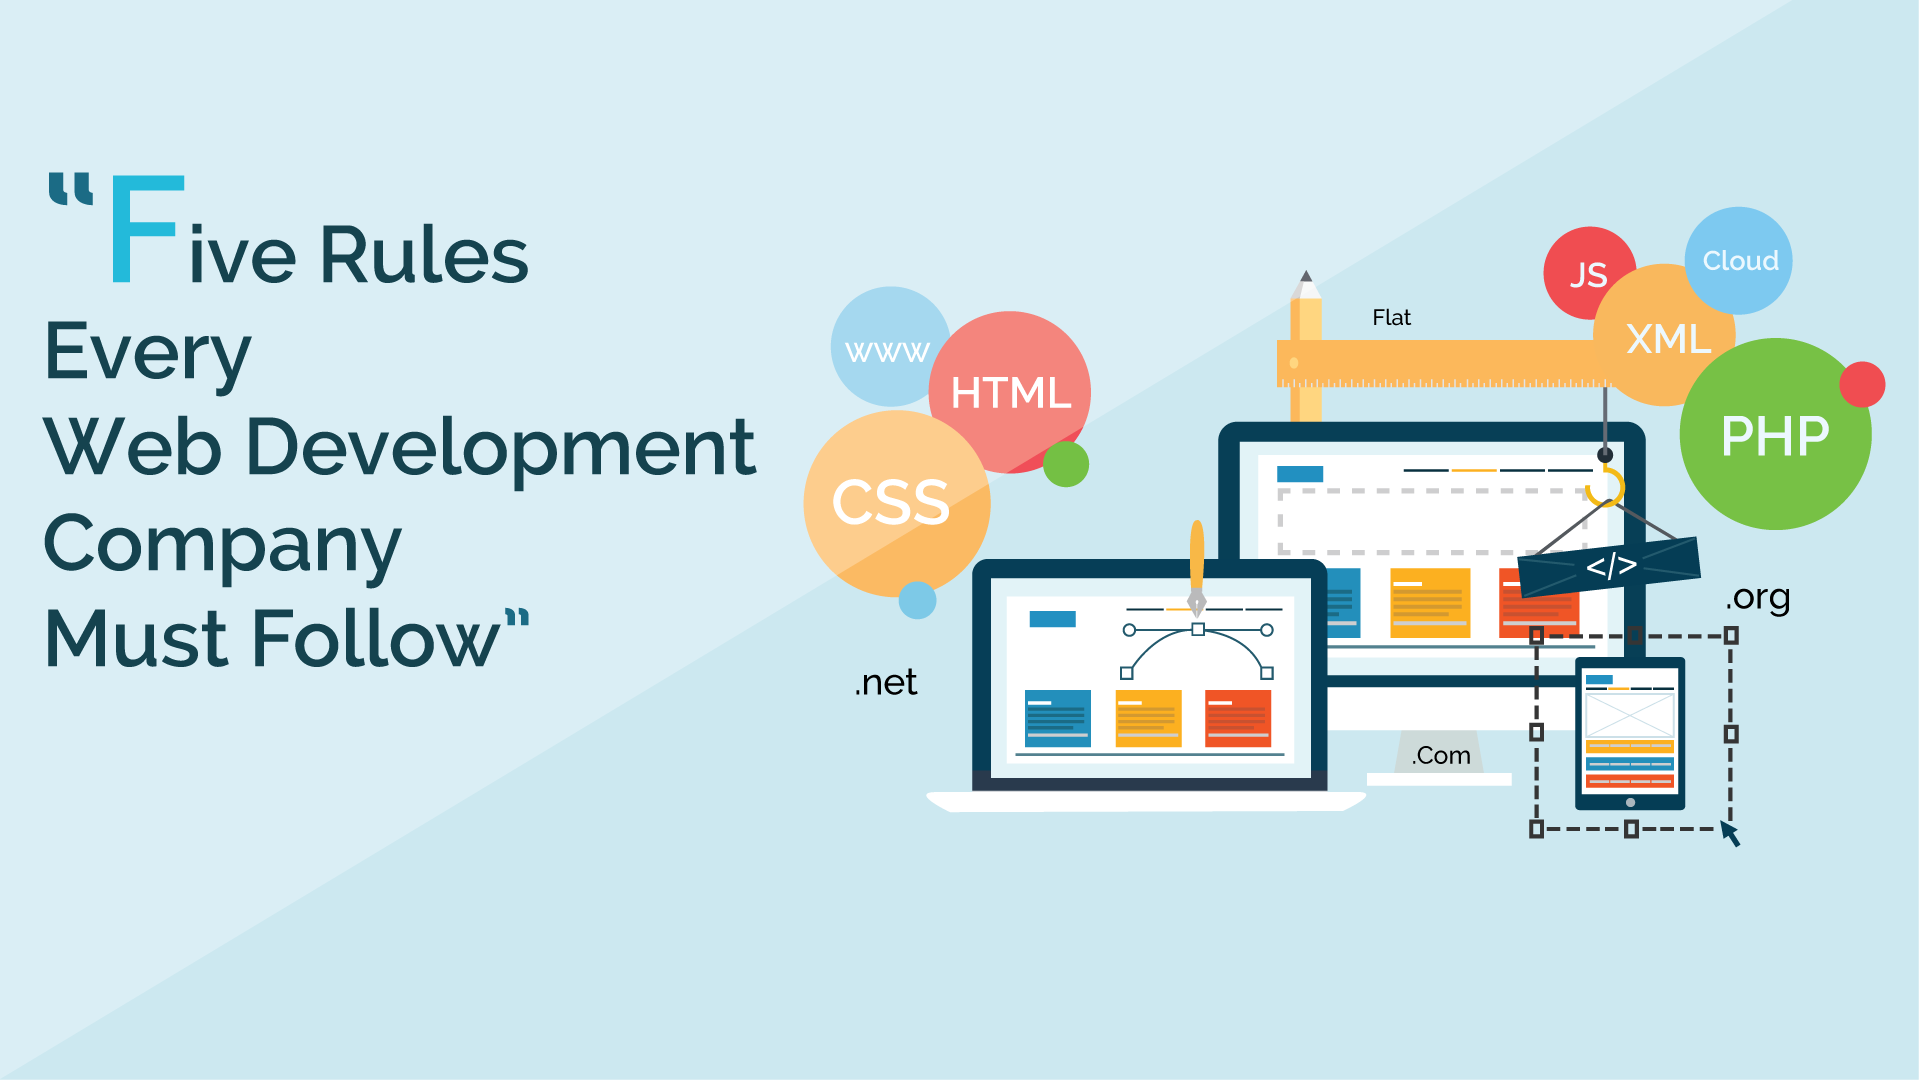 “Five Rules
Every
Web Development
Company
Must Follow”
www
HTML
CSS
.net
Flat
JS
Cloud
XML
PHP
</>
.org
.Com